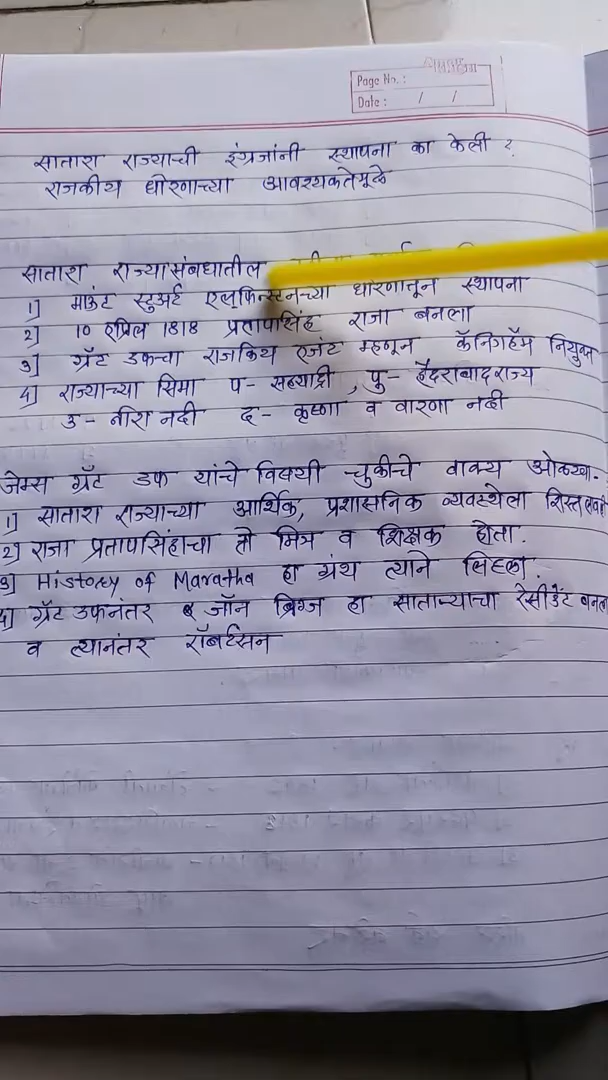 Page No. :
Date : / /
सातारा राज्याची इंग्रजांनी स्थापना का केली ?
राजकीय धोरणाच्या आवश्यकतेमूळे
सातारा राज्यासंबधातील
1] माऊंट स्टुअर्ट एल्फिन्स्टनच्या धोरणातून स्थापना
2] 10 एप्रिल 1818 प्रतापसिंह राजा बनला
3] ग्रँट डफचा राजकिय एजंट म्हणून कॅनिंगहॅम नियुक्त
4] राज्याच्या सिमा प - सह्याद्री , पु - हैदराबाद राज्य
उ - नीरा नदी द - कृष्णा व वारणा नदी
जेम्स ग्रँट डफ यांचे विषयी चुकीचे वाक्य ओळखा.
1] सातारा राज्याच्या आर्थिक, प्रशासनिक व्यवस्थेला शिस्त
2] राजा प्रतापसिंहाचा तो मित्र व शिक्षक होता.
3] History of Maratha हा ग्रंथ त्याने लिहला.
4] ग्रँट डफनंतर जॉन ब्रिग्ज हा साताऱ्याचा रेसीडेंट बनला
व त्यानंतर रॉबर्टसन